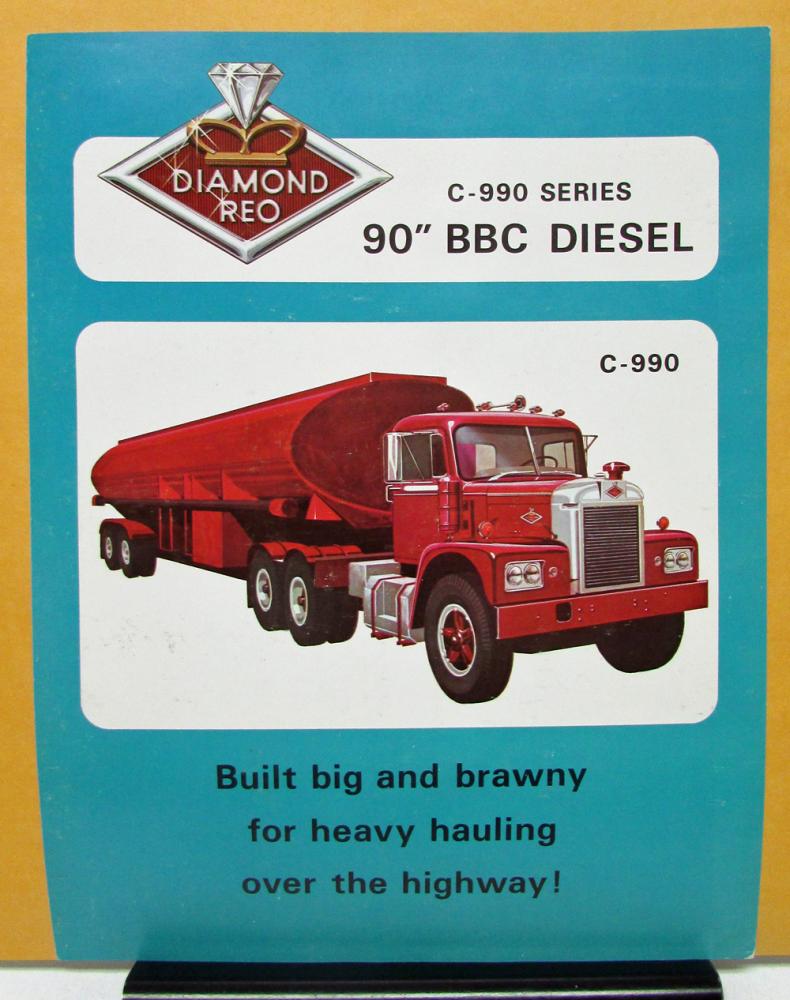 DIAMOND
REO
C-990 SERIES
90" BBC DIESEL
C-990
Built big and brawny
for heavy hauling
over the highway!